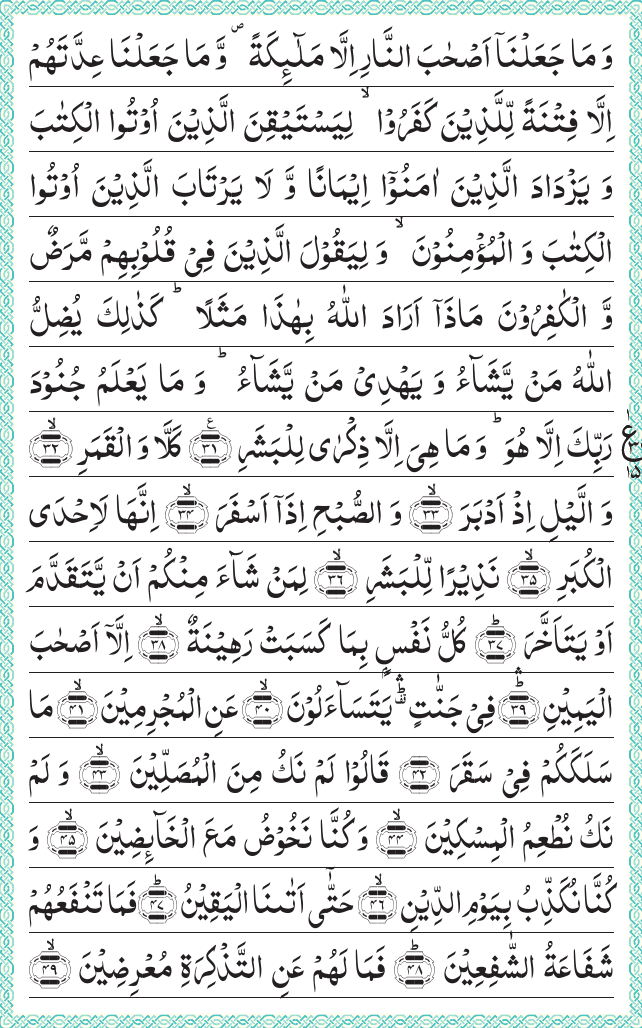 وَ مَا جَعَلْنَاۤ اَصْحٰبَ النَّارِ اِلَّا مَلٰٓئِكَةً ۪ وَّ مَا جَعَلْنَا عِدَّتَهُمْ
اِلَّا فِتْنَةً لِّلَّذِیْنَ كَفَرُوْا ۙ لِیَسْتَیْقِنَ الَّذِیْنَ اُوْتُوا الْكِتٰبَ
وَ یَزْدَادَ الَّذِیْنَ اٰمَنُوْۤا اِیْمَانًا وَّ لَا یَرْتَابَ الَّذِیْنَ اُوْتُوا
الْكِتٰبَ وَ الْمُؤْمِنُوْنَ ۙ وَ لِیَقُوْلَ الَّذِیْنَ فِیْ قُلُوْبِهِمْ مَّرَضٌ
وَّ الْكٰفِرُوْنَ مَاذَاۤ اَرَادَ اللّٰهُ بِهٰذَا مَثَلًا ؕ كَذٰلِكَ یُضِلُّ
اللّٰهُ مَنْ یَّشَآءُ وَ یَهْدِیْ مَنْ یَّشَآءُ ؕ وَ مَا یَعْلَمُ جُنُوْدَ
رَبِّكَ اِلَّا هُوَ ؕ وَ مَا هِیَ اِلَّا ذِكْرٰی لِلْبَشَرِ ﴿۳۱﴾ كَلَّا وَ الْقَمَرِ ﴿ۙ۳۲﴾
ع ۱۵
وَ الَّیْلِ اِذْ اَدْبَرَ ﴿ۙ۳۳﴾ وَ الصُّبْحِ اِذَاۤ اَسْفَرَ ﴿ۙ۳۴﴾ اِنَّهَا لَاِحْدَی
الْكُبَرِ ﴿ۙ۳۵﴾ نَذِیْرًا لِّلْبَشَرِ ﴿ۙ۳۶﴾ لِمَنْ شَآءَ مِنْكُمْ اَنْ یَّتَقَدَّمَ
اَوْ یَتَاَخَّرَ ﴿ؕ۳۷﴾ كُلُّ نَفْسٍۭ بِمَا كَسَبَتْ رَهِیْنَةٌ ﴿ۙ۳۸﴾ اِلَّاۤ اَصْحٰبَ
الْیَمِیْنِ ﴿ؕۛ۳۹﴾ فِیْ جَنّٰتٍ ۛ۫ؕ یَتَسَآءَلُوْنَ ﴿ۙ۴۰﴾ عَنِ الْمُجْرِمِیْنَ ﴿ۙ۴۱﴾ مَا
سَلَكَكُمْ فِیْ سَقَرَ ﴿۴۲﴾ قَالُوْا لَمْ نَكُ مِنَ الْمُصَلِّیْنَ ﴿ۙ۴۳﴾ وَ لَمْ
نَكُ نُطْعِمُ الْمِسْكِیْنَ ﴿ۙ۴۴﴾ وَ كُنَّا نَخُوْضُ مَعَ الْخَآئِضِیْنَ ﴿ۙ۴۵﴾ وَ
كُنَّا نُكَذِّبُ بِیَوْمِ الدِّیْنِ ﴿ۙ۴۶﴾ حَتّٰۤی اَتٰىنَا الْیَقِیْنُ ﴿ؕ۴۷﴾ فَمَا تَنْفَعُهُمْ
شَفَاعَةُ الشّٰفِعِیْنَ ﴿ؕ۴۸﴾ فَمَا لَهُمْ عَنِ التَّذْكِرَةِ مُعْرِضِیْنَ ﴿ۙ۴۹﴾